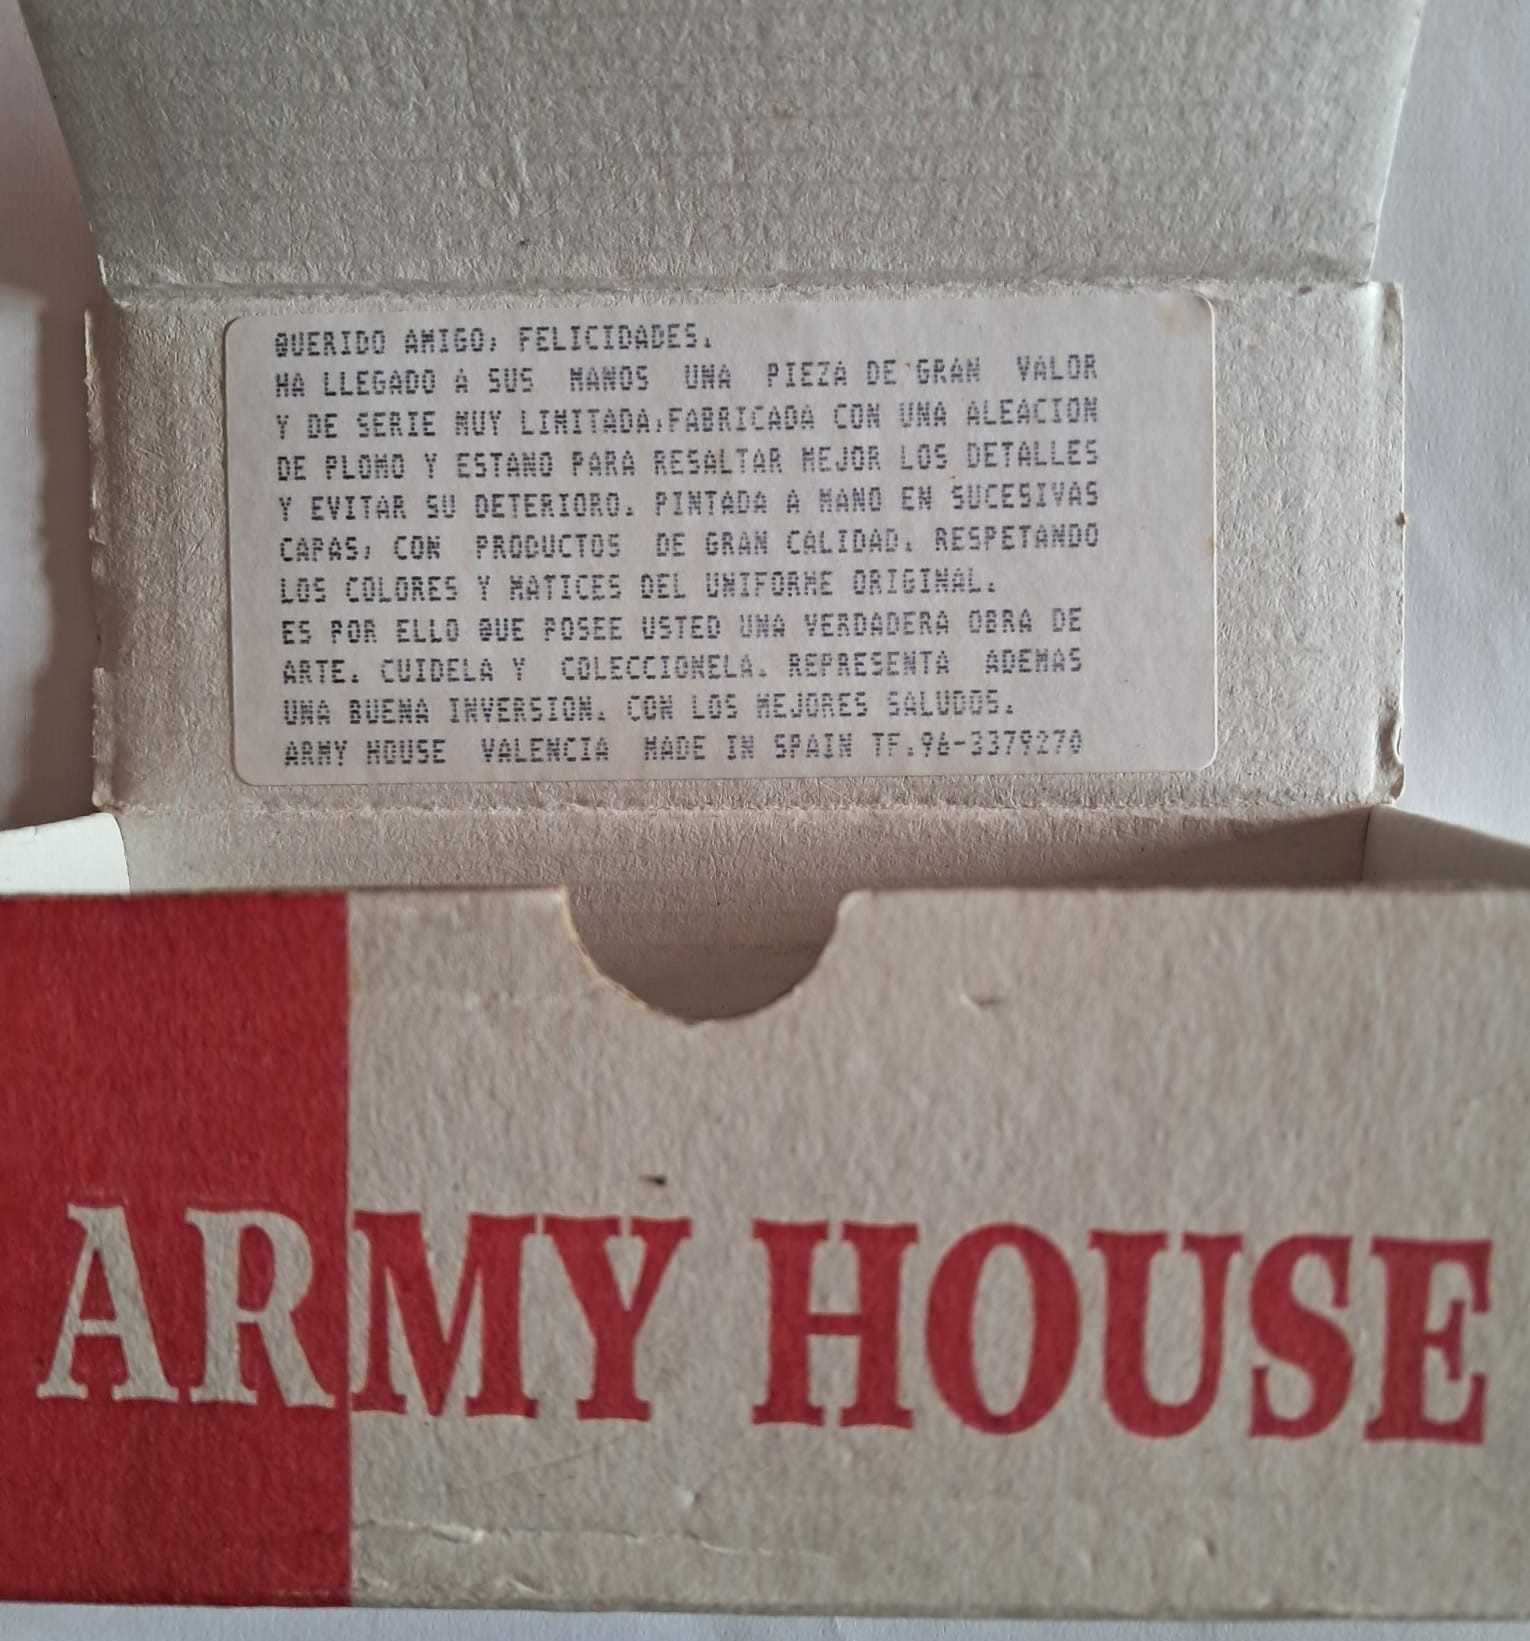 QUERIDO AMIGO, FELICIDADES.
HA LLEGADO A SUS MANOS UNA PIEZA DE GRAN VALOR
Y DE SERIE MUY LIMITADA,FABRICADA CON UNA ALEACION
DE PLOMO Y ESTANO PARA RESALTAR MEJOR LOS DETALLES
Y EVITAR SU DETERIORO. PINTADA A MANO EN SUCESIVAS
CAPAS, CON PRODUCTOS DE GRAN CALIDAD. RESPETANDO
LOS COLORES Y MATICES DEL UNIFORME ORIGINAL.
ES POR ELLO QUE POSEE USTED UNA VERDADERA OBRA DE
ARTE. CUIDELA Y COLECCIONELA. REPRESENTA ADEMAS
UNA BUENA INVERSION. CON LOS MEJORES SALUDOS.
ARMY HOUSE VALENCIA MADE IN SPAIN TF.96-3379270
ARMY HOUSE